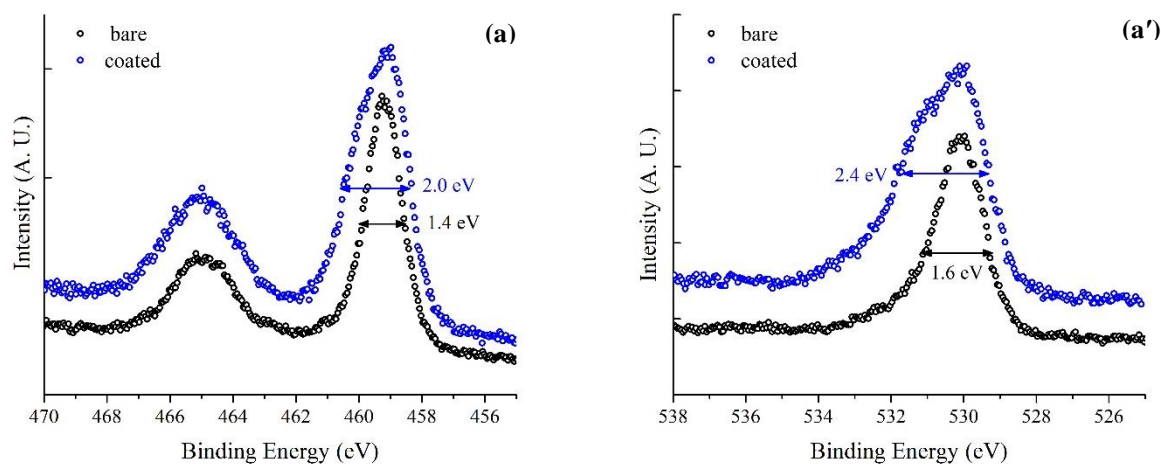 bare
coated
(a)
2.0 eV
1.4 eV
Intensity (A. U.)
470 468 466 464 462 460 458 456
Binding Energy (eV)
bare
coated
(a′)
2.4 eV
1.6 eV
Intensity (A. U.)
538 536 534 532 530 528 526
Binding Energy (eV)